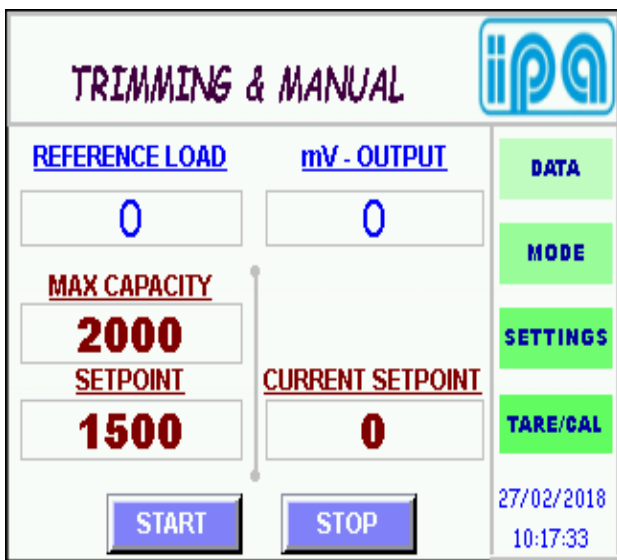 TRIMMING & MANUAL
iipa
REFERENCE LOAD
mV - OUTPUT
DATA
0
0
MODE
MAX CAPACITY
2000
SETTINGS
SETPOINT
CURRENT SETPOINT
1500
0
TARE/CAL
START
STOP
27/02/2018
10:17:33